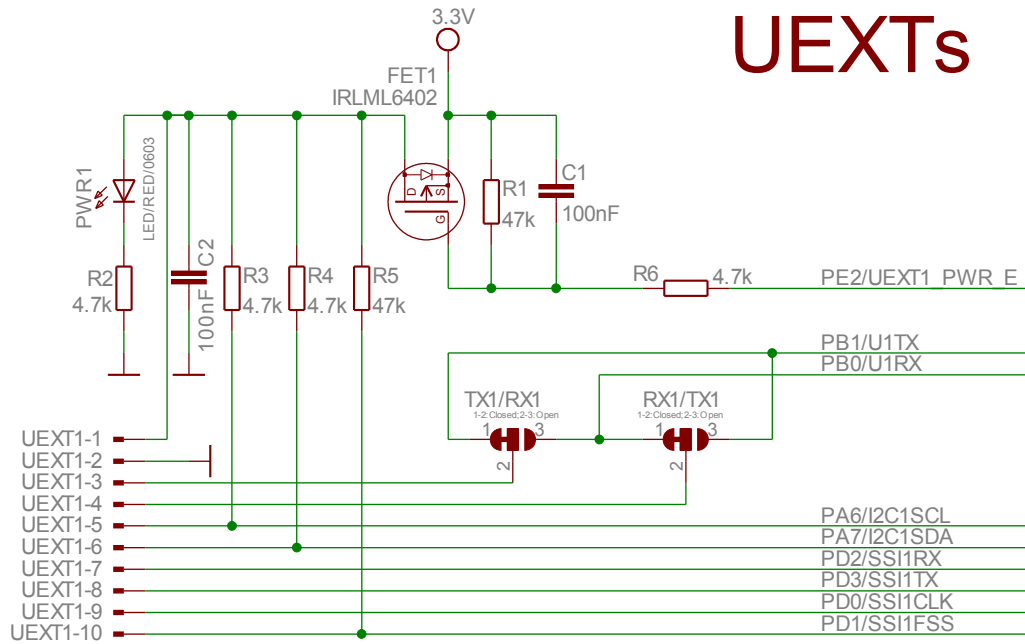 UEXTs
3.3V
FET1
IRLML6402
D
S
G
PWR1
LED/RED/0603
R1
47k
C1
100nF
R2
4.7k
C2
100nF
R3
4.7k
R4
4.7k
R5
47k
R6
4.7k
PE2/UEXT1_PWR_E
PB1/U1TX
PB0/U1RX
TX1/RX1
1-2:Closed;2-3:Open
1
3
2
RX1/TX1
1-2:Closed;2-3:Open
1
3
2
UEXT1-1
UEXT1-2
UEXT1-3
UEXT1-4
UEXT1-5
PA6/I2C1SCL
UEXT1-6
PA7/I2C1SDA
UEXT1-7
PD2/SSI1RX
UEXT1-8
PD3/SSI1TX
UEXT1-9
PD0/SSI1CLK
UEXT1-10
PD1/SSI1FSS